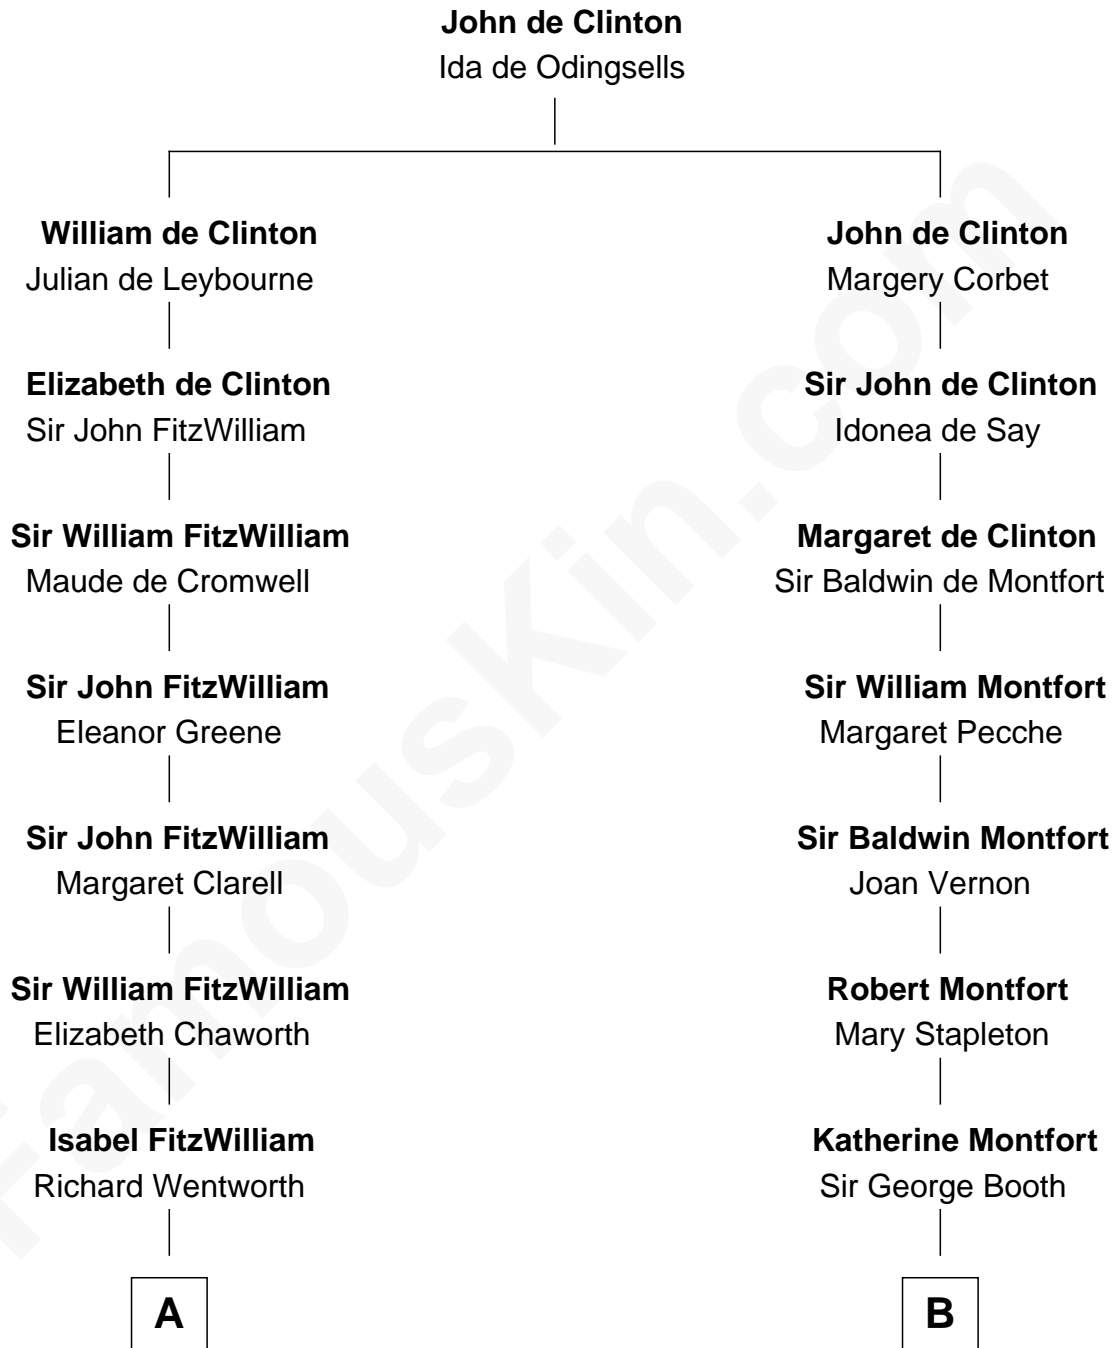 John de Clinton
Ida de Odingsells
William de Clinton
Julian de Leybourne
John de Clinton
Margery Corbet
Elizabeth de Clinton
Sir John FitzWilliam
Sir John de Clinton
Idonea de Say
Sir William FitzWilliam
Maude de Cromwell
Margaret de Clinton
Sir Baldwin de Montfort
Sir John FitzWilliam
Eleanor Greene
Sir William Montfort
Margaret Pecche
Sir John FitzWilliam
Margaret Clarell
Sir Baldwin Montfort
Joan Vernon
Sir William FitzWilliam
Elizabeth Chaworth
Robert Montfort
Mary Stapleton
Isabel FitzWilliam
Richard Wentworth
Katherine Montfort
Sir George Booth
A
B
FamousKin.com